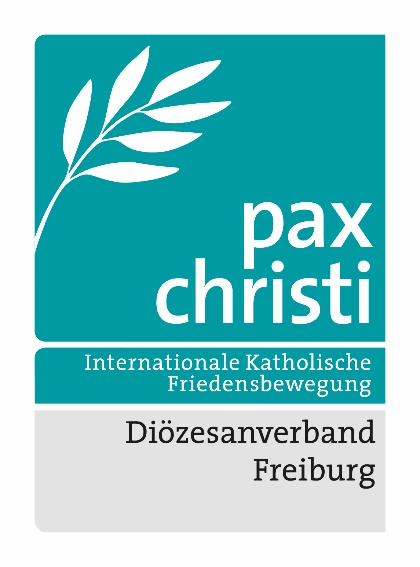 pax
christi
Internationale Katholische
Friedensbewegung
Diözesanverband
Freiburg